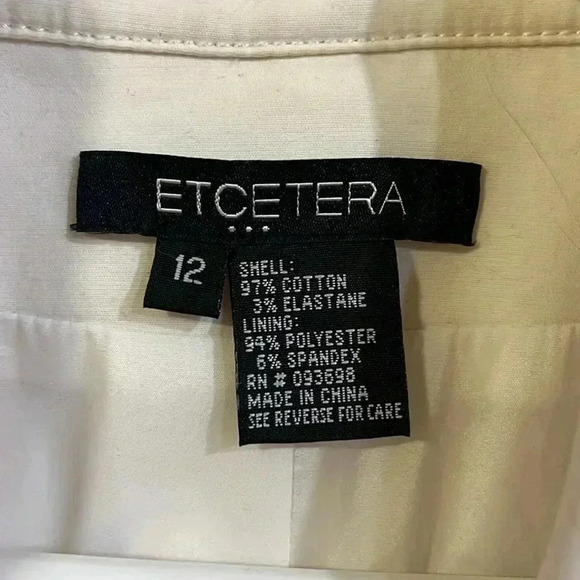 ETCETERA
...
12
SHELL:
97% COTTON
3% ELASTANE
LINING:
94% POLYESTER
6% SPANDEX
RN # 093698
MADE IN CHINA
SEE REVERSE FOR CARE